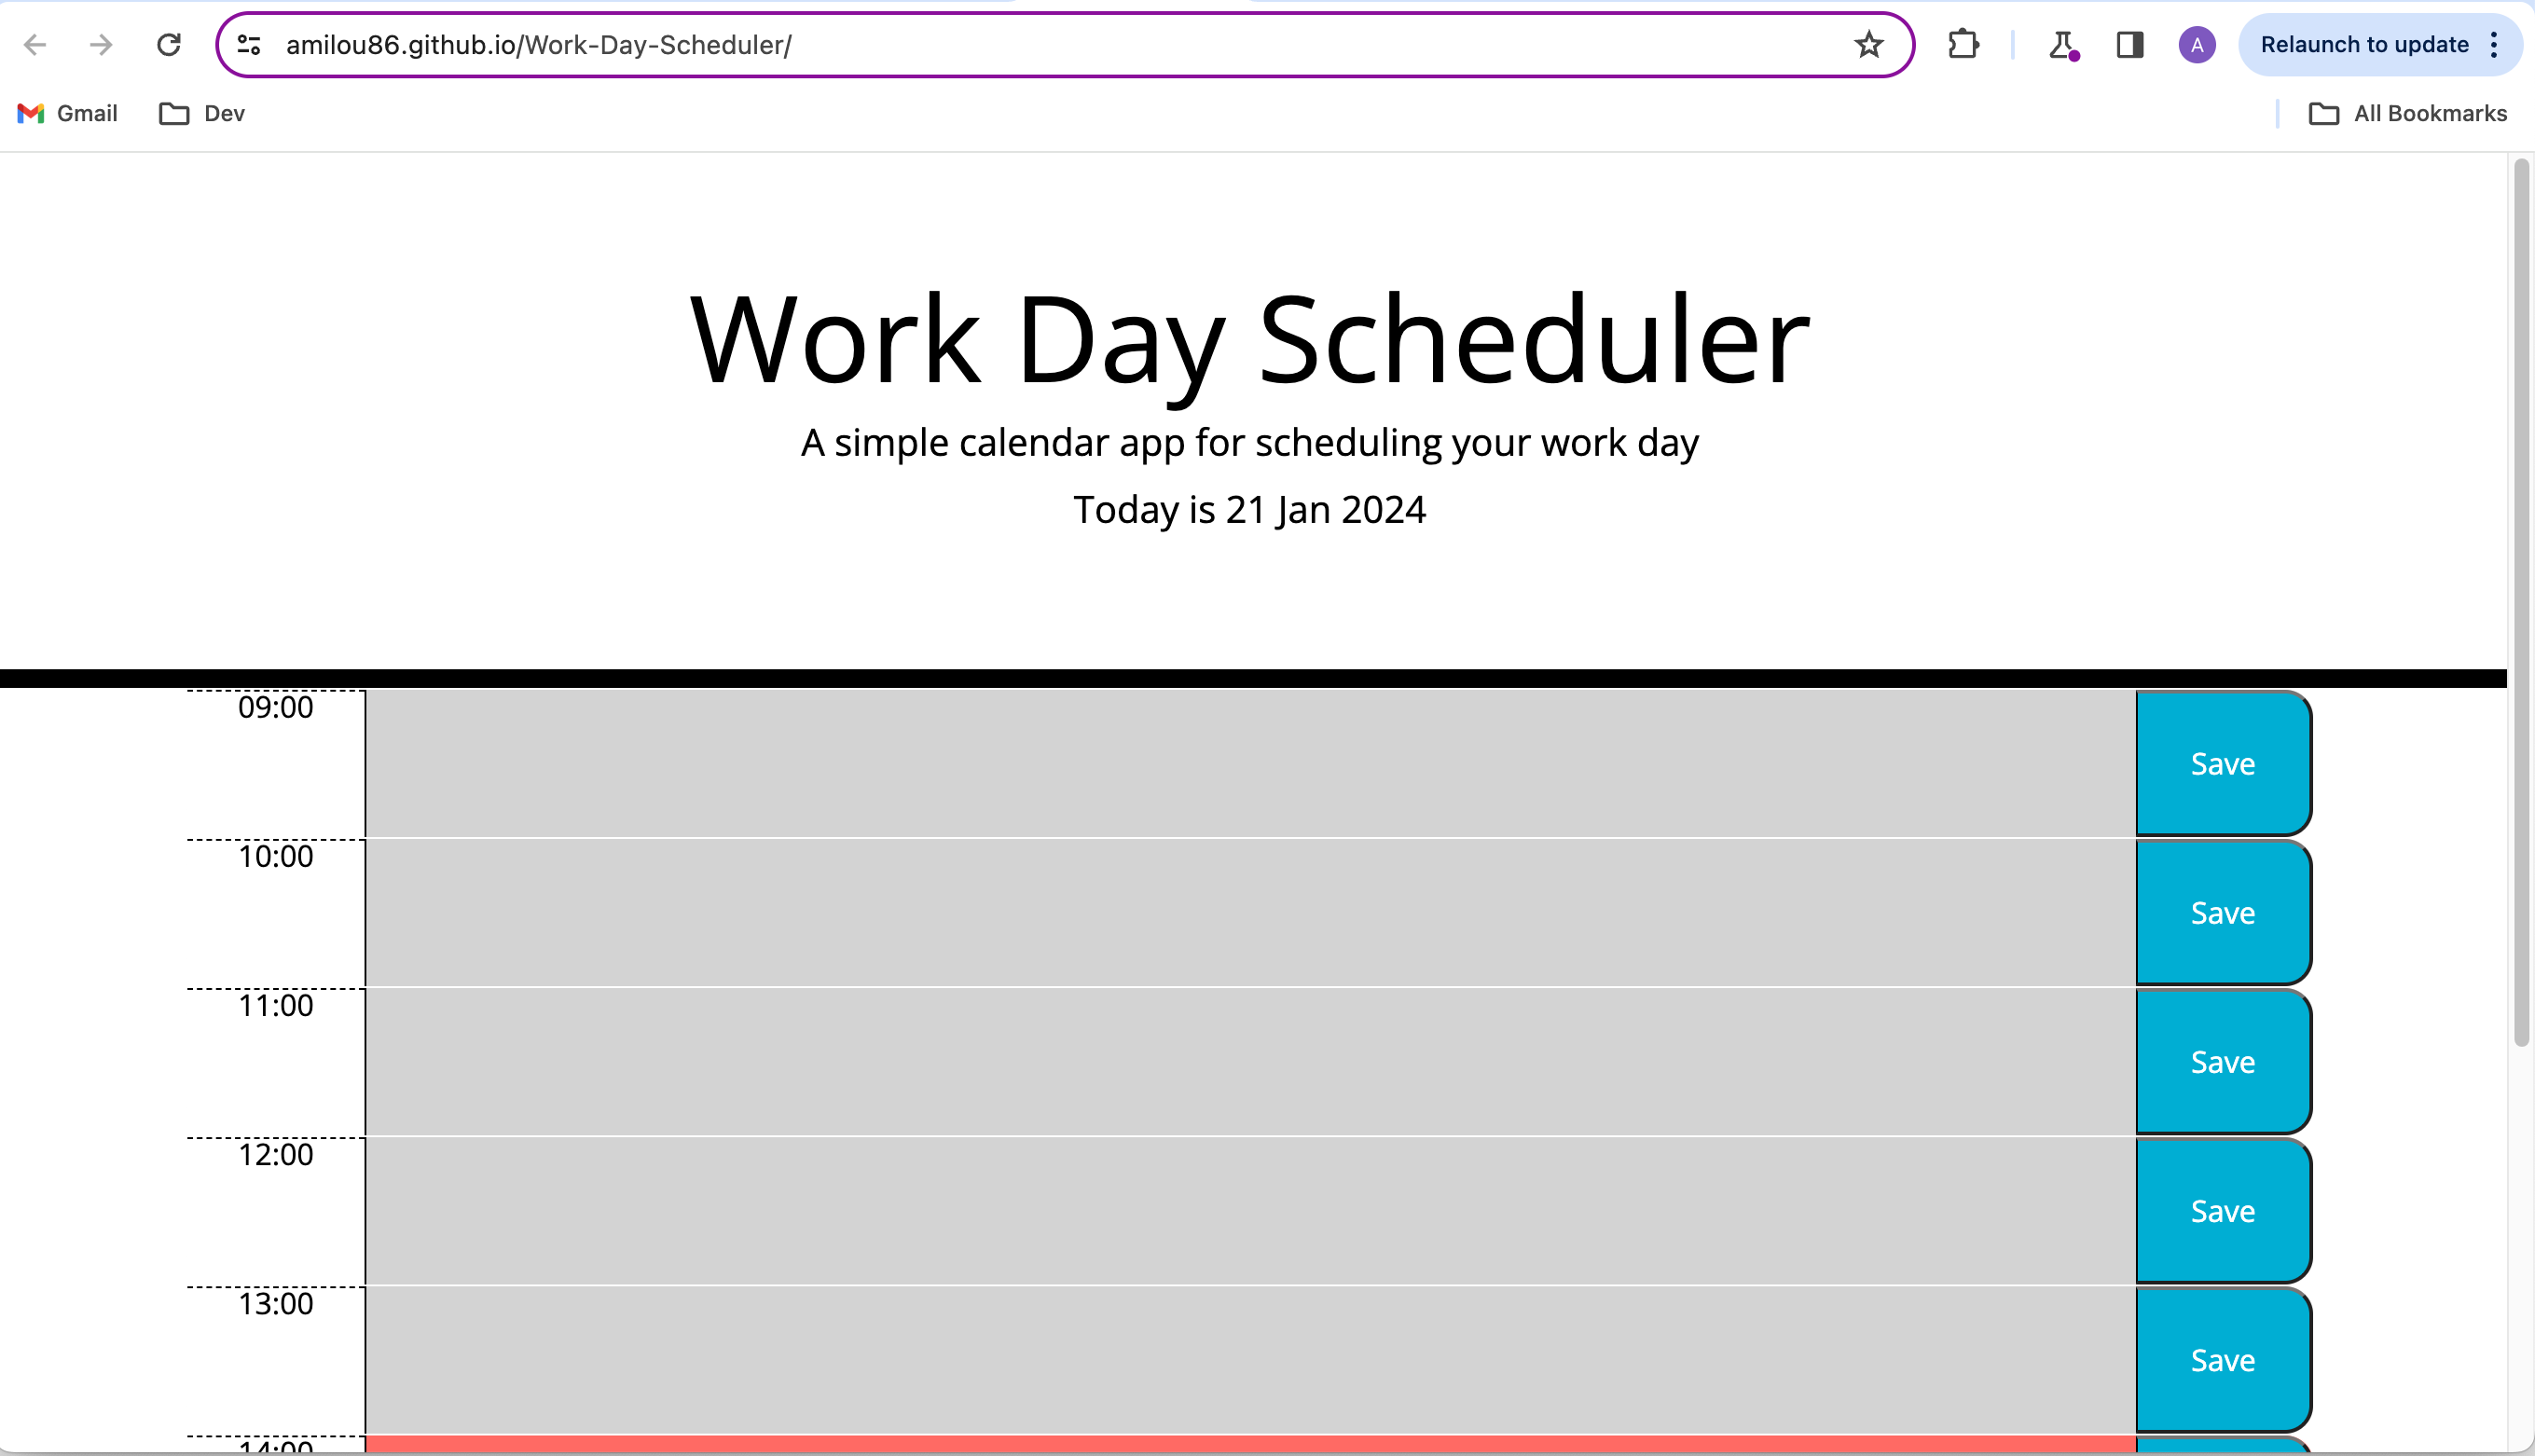 amilou86.github.io/Work-Day-Scheduler/
A
Relaunch to update
Gmail
Dev
All Bookmarks
Work Day Scheduler
A simple calendar app for scheduling your work day
Today is 21 Jan 2024
09:00
Save
10:00
Save
11:00
Save
12:00
Save
13:00
Save
14:00